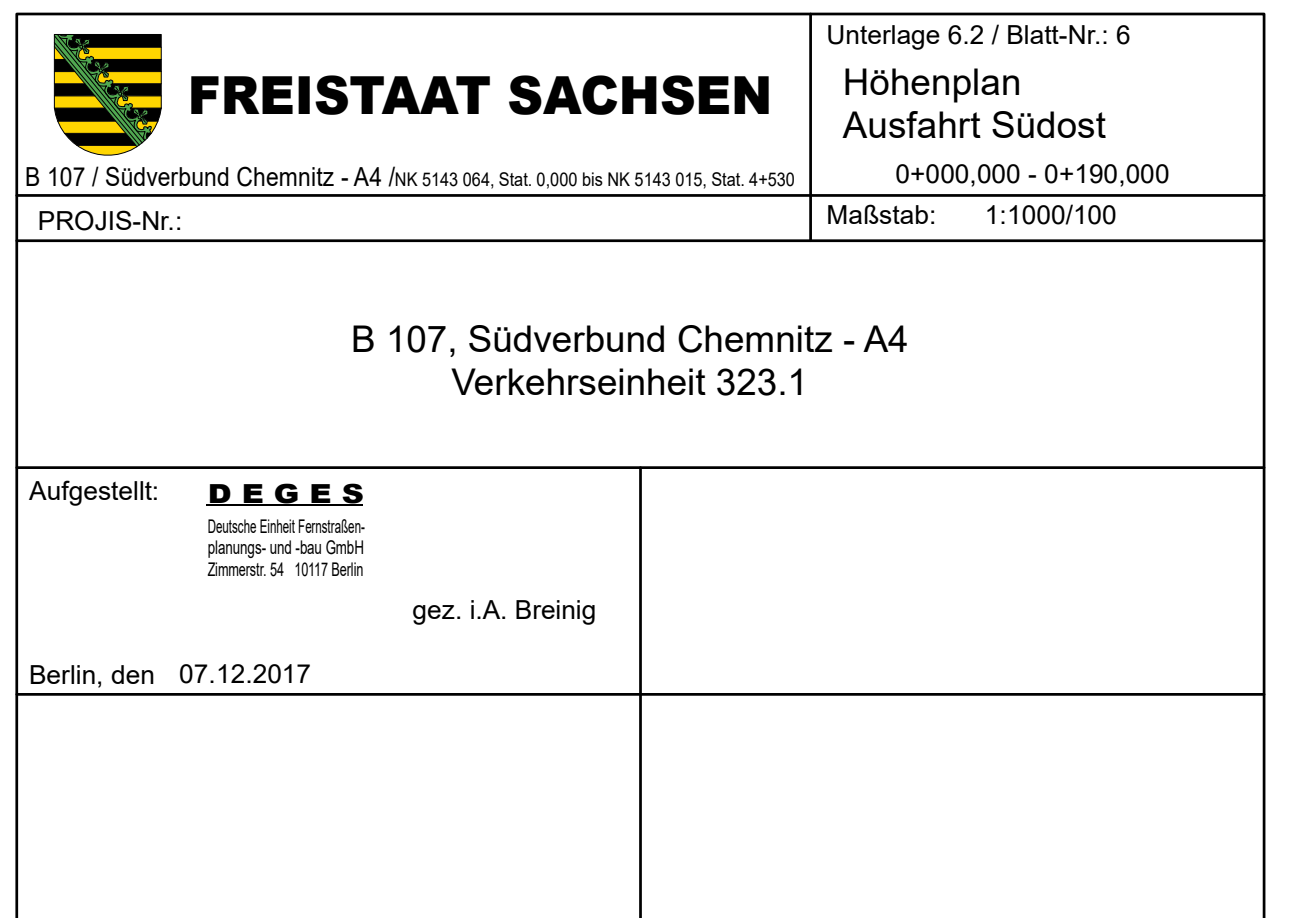 FREISTAAT SACHSEN
B 107 / Südverbund Chemnitz - A4 /NK 5143 064, Stat. 0,000 bis NK 5143 015, Stat. 4+530
Unterlage 6.2 / Blatt-Nr.: 6
Höhenplan
Ausfahrt Südost
0+000,000 - 0+190,000
PROJIS-Nr.:
Maßstab: 1:1000/100
B 107, Südverbund Chemnitz - A4
Verkehrseinheit 323.1
Aufgestellt:
DEGES
Deutsche Einheit Fernstraßen-
planungs- und -bau GmbH
Zimmerstr. 54 10117 Berlin
gez. i.A. Breinig
Berlin, den 07.12.2017